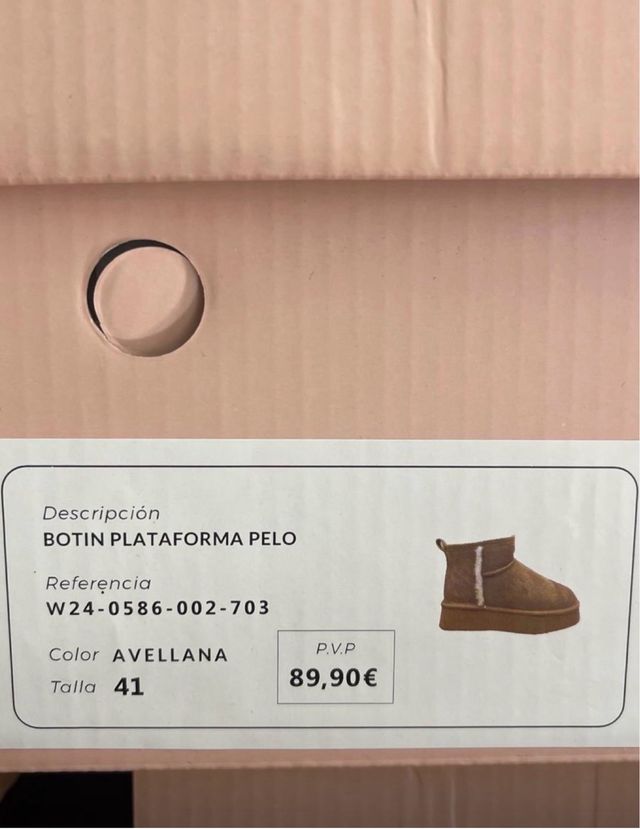 Descripción
BOTIN PLATAFORMA PELO
Referencia
W24-0586-002-703
Color AVELLANA
Talla 41
P.V.P
89,90€